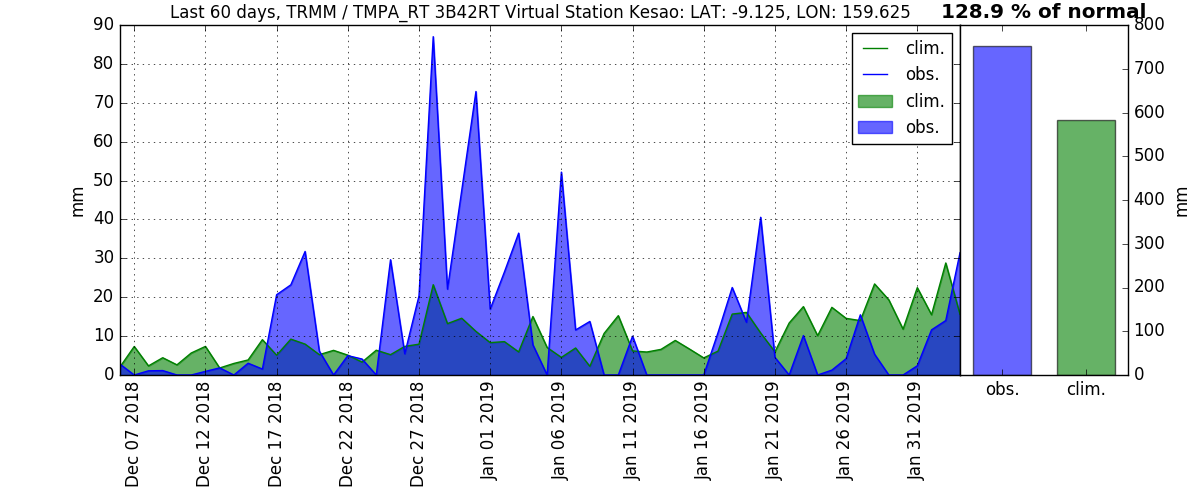 Last 60 days, TRMM / TMPA_RT 3B42RT Virtual Station Kesao: LAT: -9.125, LON: 159.625
128.9 % of normal
90
80
70
60
50
40
30
20
10
0
mm
clim.
obs.
clim.
obs.
Dec 07 2018
Dec 12 2018
Dec 17 2018
Dec 22 2018
Dec 27 2018
Jan 01 2019
Jan 06 2019
Jan 11 2019
Jan 16 2019
Jan 21 2019
Jan 26 2019
Jan 31 2019
800
700
600
500
400
300
200
100
0
mm
obs.
clim.